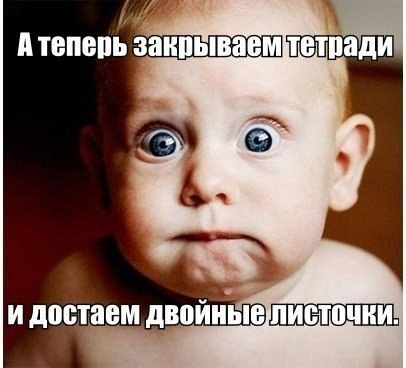 А теперь закрываем тетради
и достаем двойные листочки.